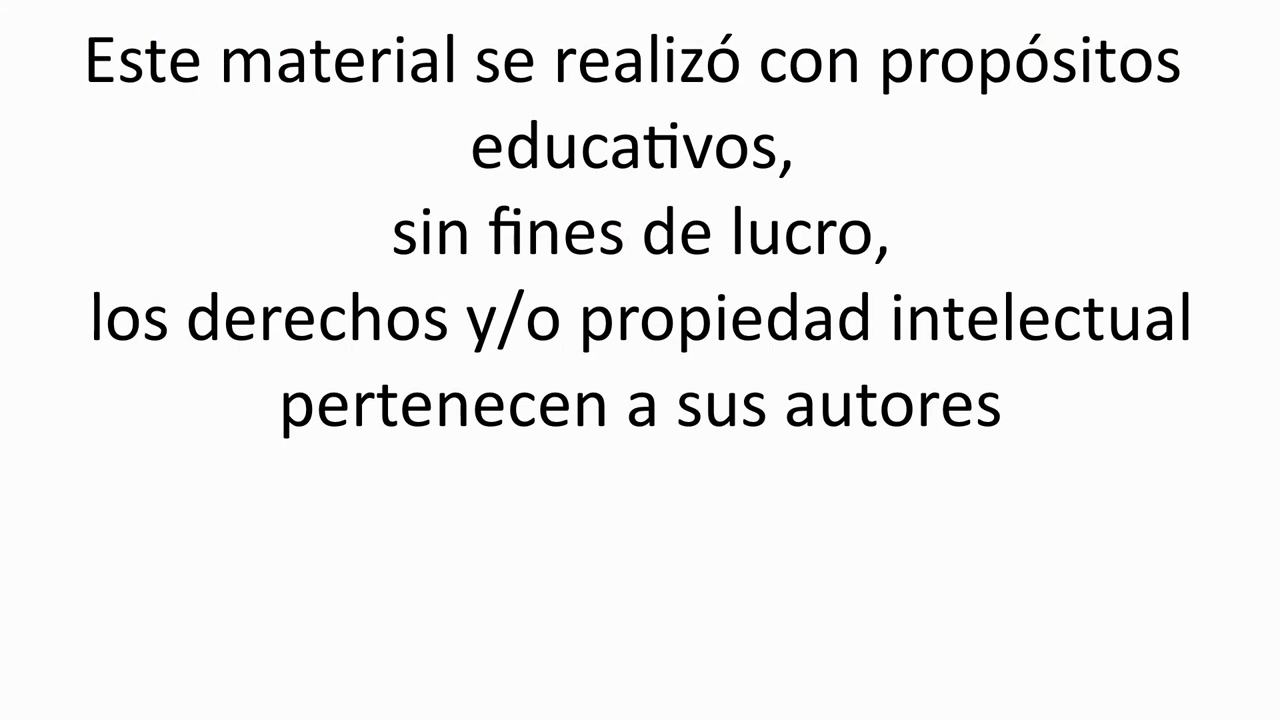 Este material se realizó con propósitos
educativos,
sin fines de lucro,
los derechos y/o propiedad intelectual
pertenecen a sus autores